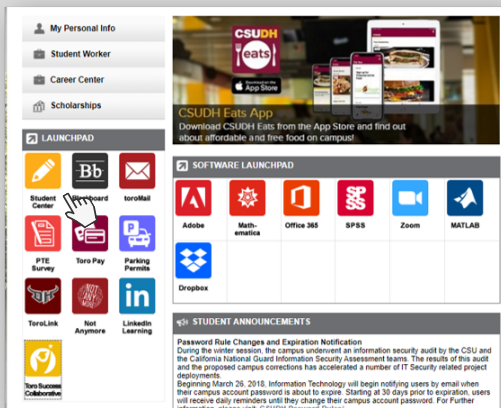 My Personal Info
Student Worker
Career Center
Scholarships
CSUDH
eats
Download on the
App Store
CSUDH Eats App
Download CSUDH Eats from the App Store and find out
about affordable and free food on campus!
LAUNCHPAD
Bb
Student
Center
toroMail
PTE
Survey
Toro Pay
Parking
Permits
ToroLink
NOT
ANY
MORE
Not
Anymore
in
LinkedIn
Learning
Toro Success
Collaborative
SOFTWARE LAUNCHPAD
SP
SS
Adobe
Math-
ematica
Office 365
SPSS
Zoom
MATLAB
Dropbox
STUDENT ANNOUNCEMENTS
Password Rule Changes and Expiration Notification
During the winter session, the campus underwent an information security audit by the CSU and
the California National Guard Information Security Assessment teams. The results of this audit
and the proposed campus corrections has accelerated a number of IT Security related project
deployments.
Beginning March 26, 2018, Information Technology will begin notifying users by email when
their campus account password is about to expire. Starting at 30 days prior to expiration, users
will receive daily reminders until they change their campus account password. For Further